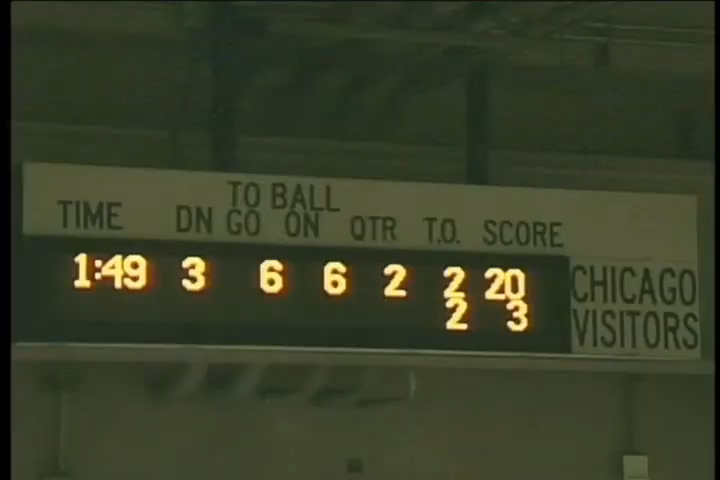 TO BALL
TIME DN GO ON QTR T.O. SCORE
1:49 3 6 6 2 2 20 CHICAGO
2 3 VISITORS